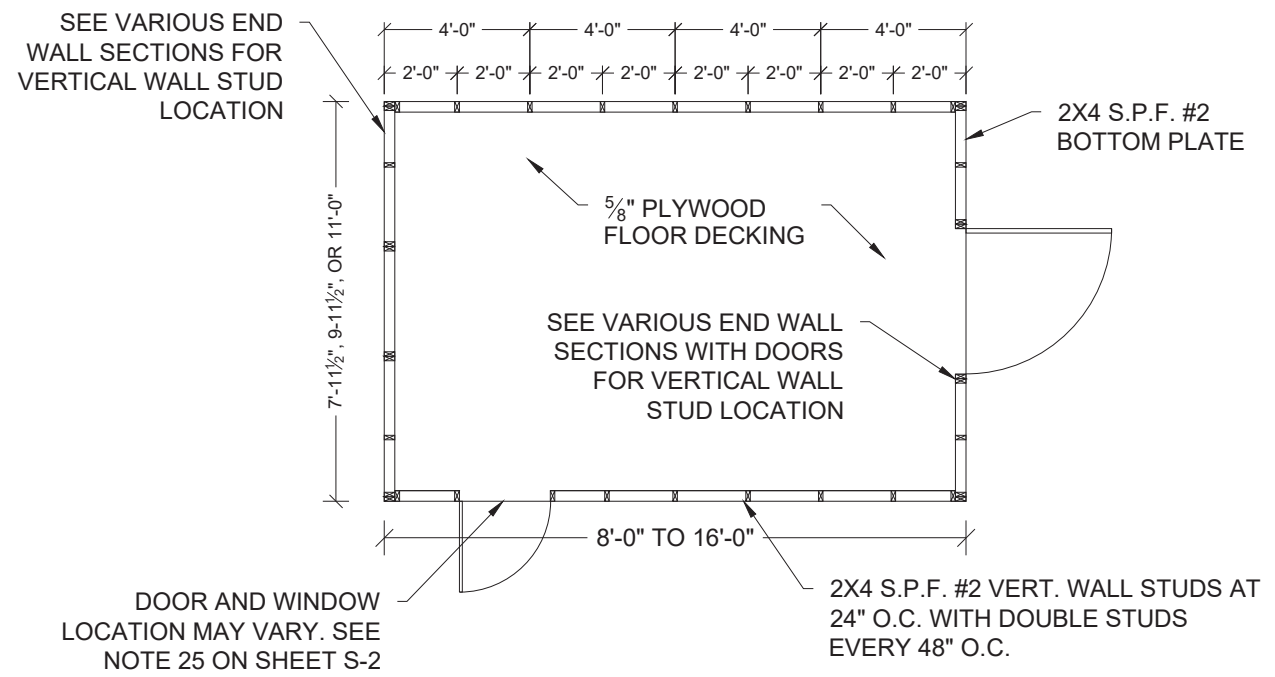 SEE VARIOUS END
WALL SECTIONS FOR
VERTICAL WALL STUD
LOCATION
4'-0" 4'-0" 4'-0" 4'-0"
2'-0" 2'-0" 2'-0" 2'-0" 2'-0" 2'-0" 2'-0" 2'-0"
2X4 S.P.F. #2
BOTTOM PLATE
7'-11½", 9-11½", OR 11'-0"
⅝" PLYWOOD
FLOOR DECKING
SEE VARIOUS END WALL
SECTIONS WITH DOORS
FOR VERTICAL WALL
STUD LOCATION
8'-0" TO 16'-0"
DOOR AND WINDOW
LOCATION MAY VARY. SEE
NOTE 25 ON SHEET S-2
2X4 S.P.F. #2 VERT. WALL STUDS AT
24" O.C. WITH DOUBLE STUDS
EVERY 48" O.C.